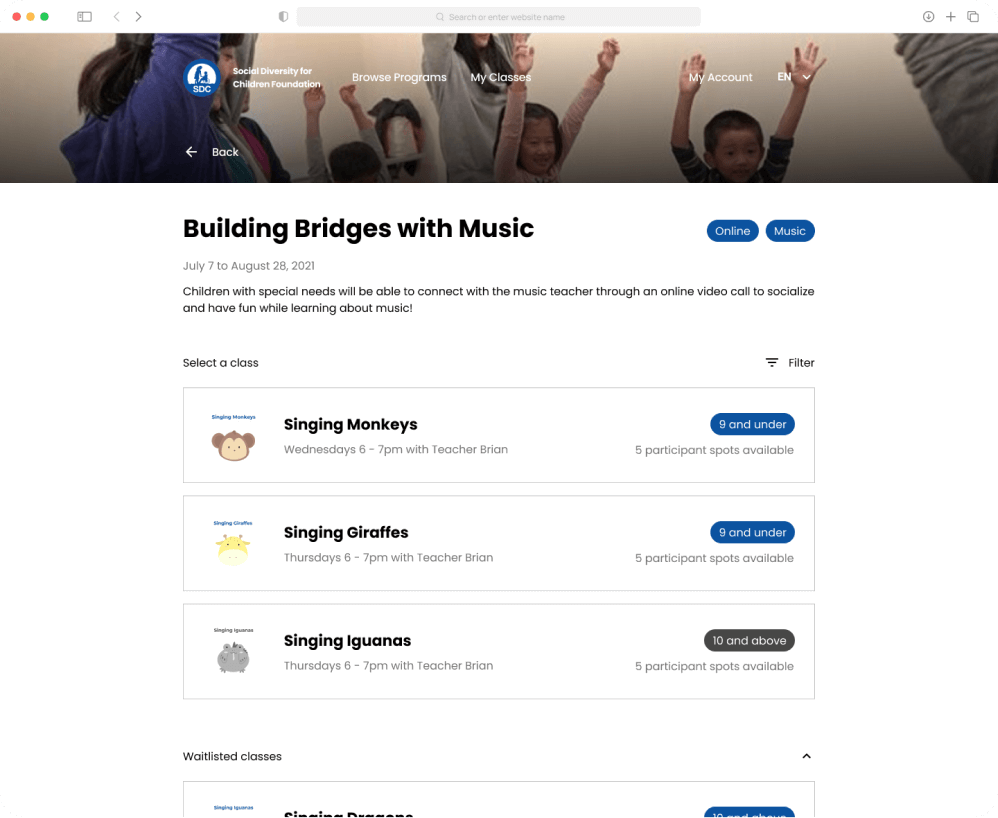 Search or enter website name
Social Diversity for
Children Foundation
SDC
Browse Programs
My Classes
My Account
EN
Back
Building Bridges with Music
Online
Music
July 7 to August 28, 2021
Children with special needs will be able to connect with the music teacher through an online video call to socialize
and have fun while learning about music!
Select a class
Filter
Singing Monkeys
Singing Monkeys
9 and under
Wednesdays 6 - 7pm with Teacher Brian
5 participant spots available
Singing Giraffes
Singing Giraffes
9 and under
Thursdays 6 - 7pm with Teacher Brian
5 participant spots available
Singing Iguanas
Singing Iguanas
10 and above
Thursdays 6 - 7pm with Teacher Brian
5 participant spots available
Waitlisted classes
Singing Iguanas
Singing Dragons
10 and above